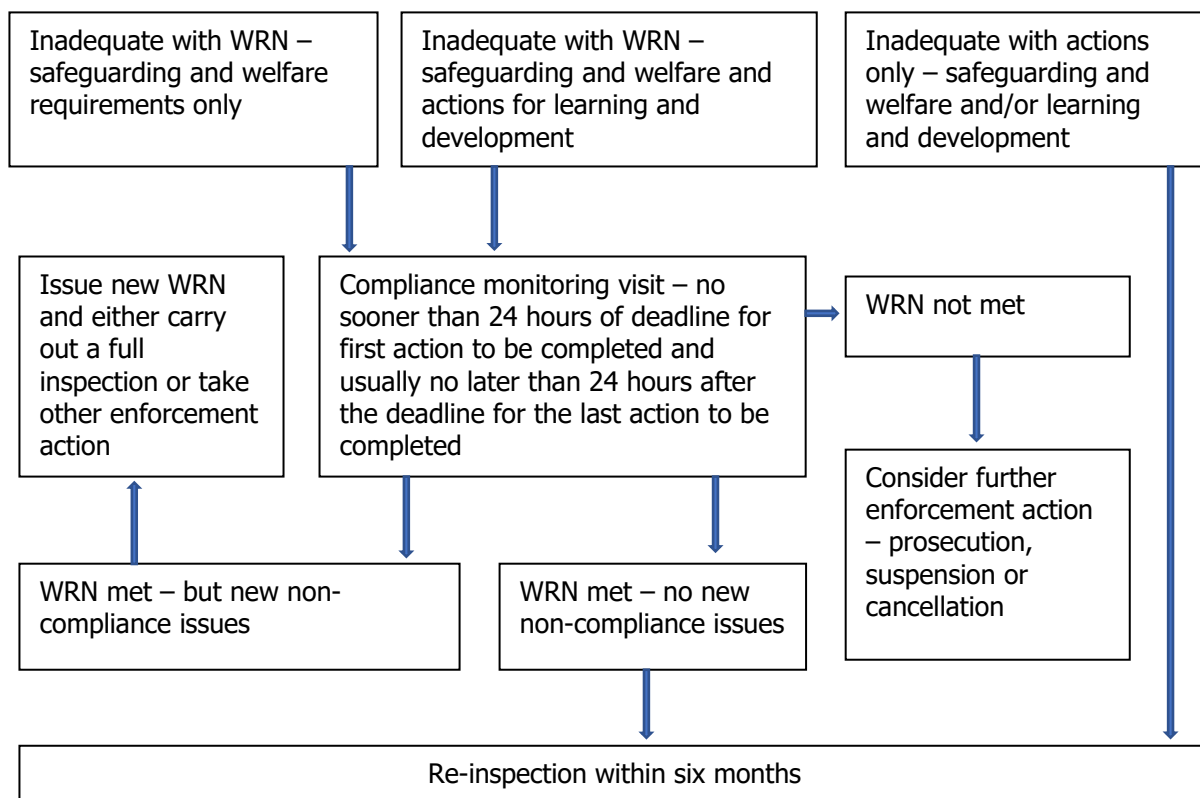 Inadequate with WRN –
safeguarding and welfare
requirements only
Inadequate with WRN –
safeguarding and welfare and
actions for learning and
development
Inadequate with actions
only – safeguarding and
welfare and/or learning
and development
Issue new WRN
and either carry
out a full
inspection or take
other enforcement
action
Compliance monitoring visit – no
sooner than 24 hours of deadline for
first action to be completed and
usually no later than 24 hours after
the deadline for the last action to be
completed
WRN not met
Consider further
enforcement action
– prosecution,
suspension or
cancellation
WRN met – but new non-
compliance issues
WRN met – no new
non-compliance issues
Re-inspection within six months